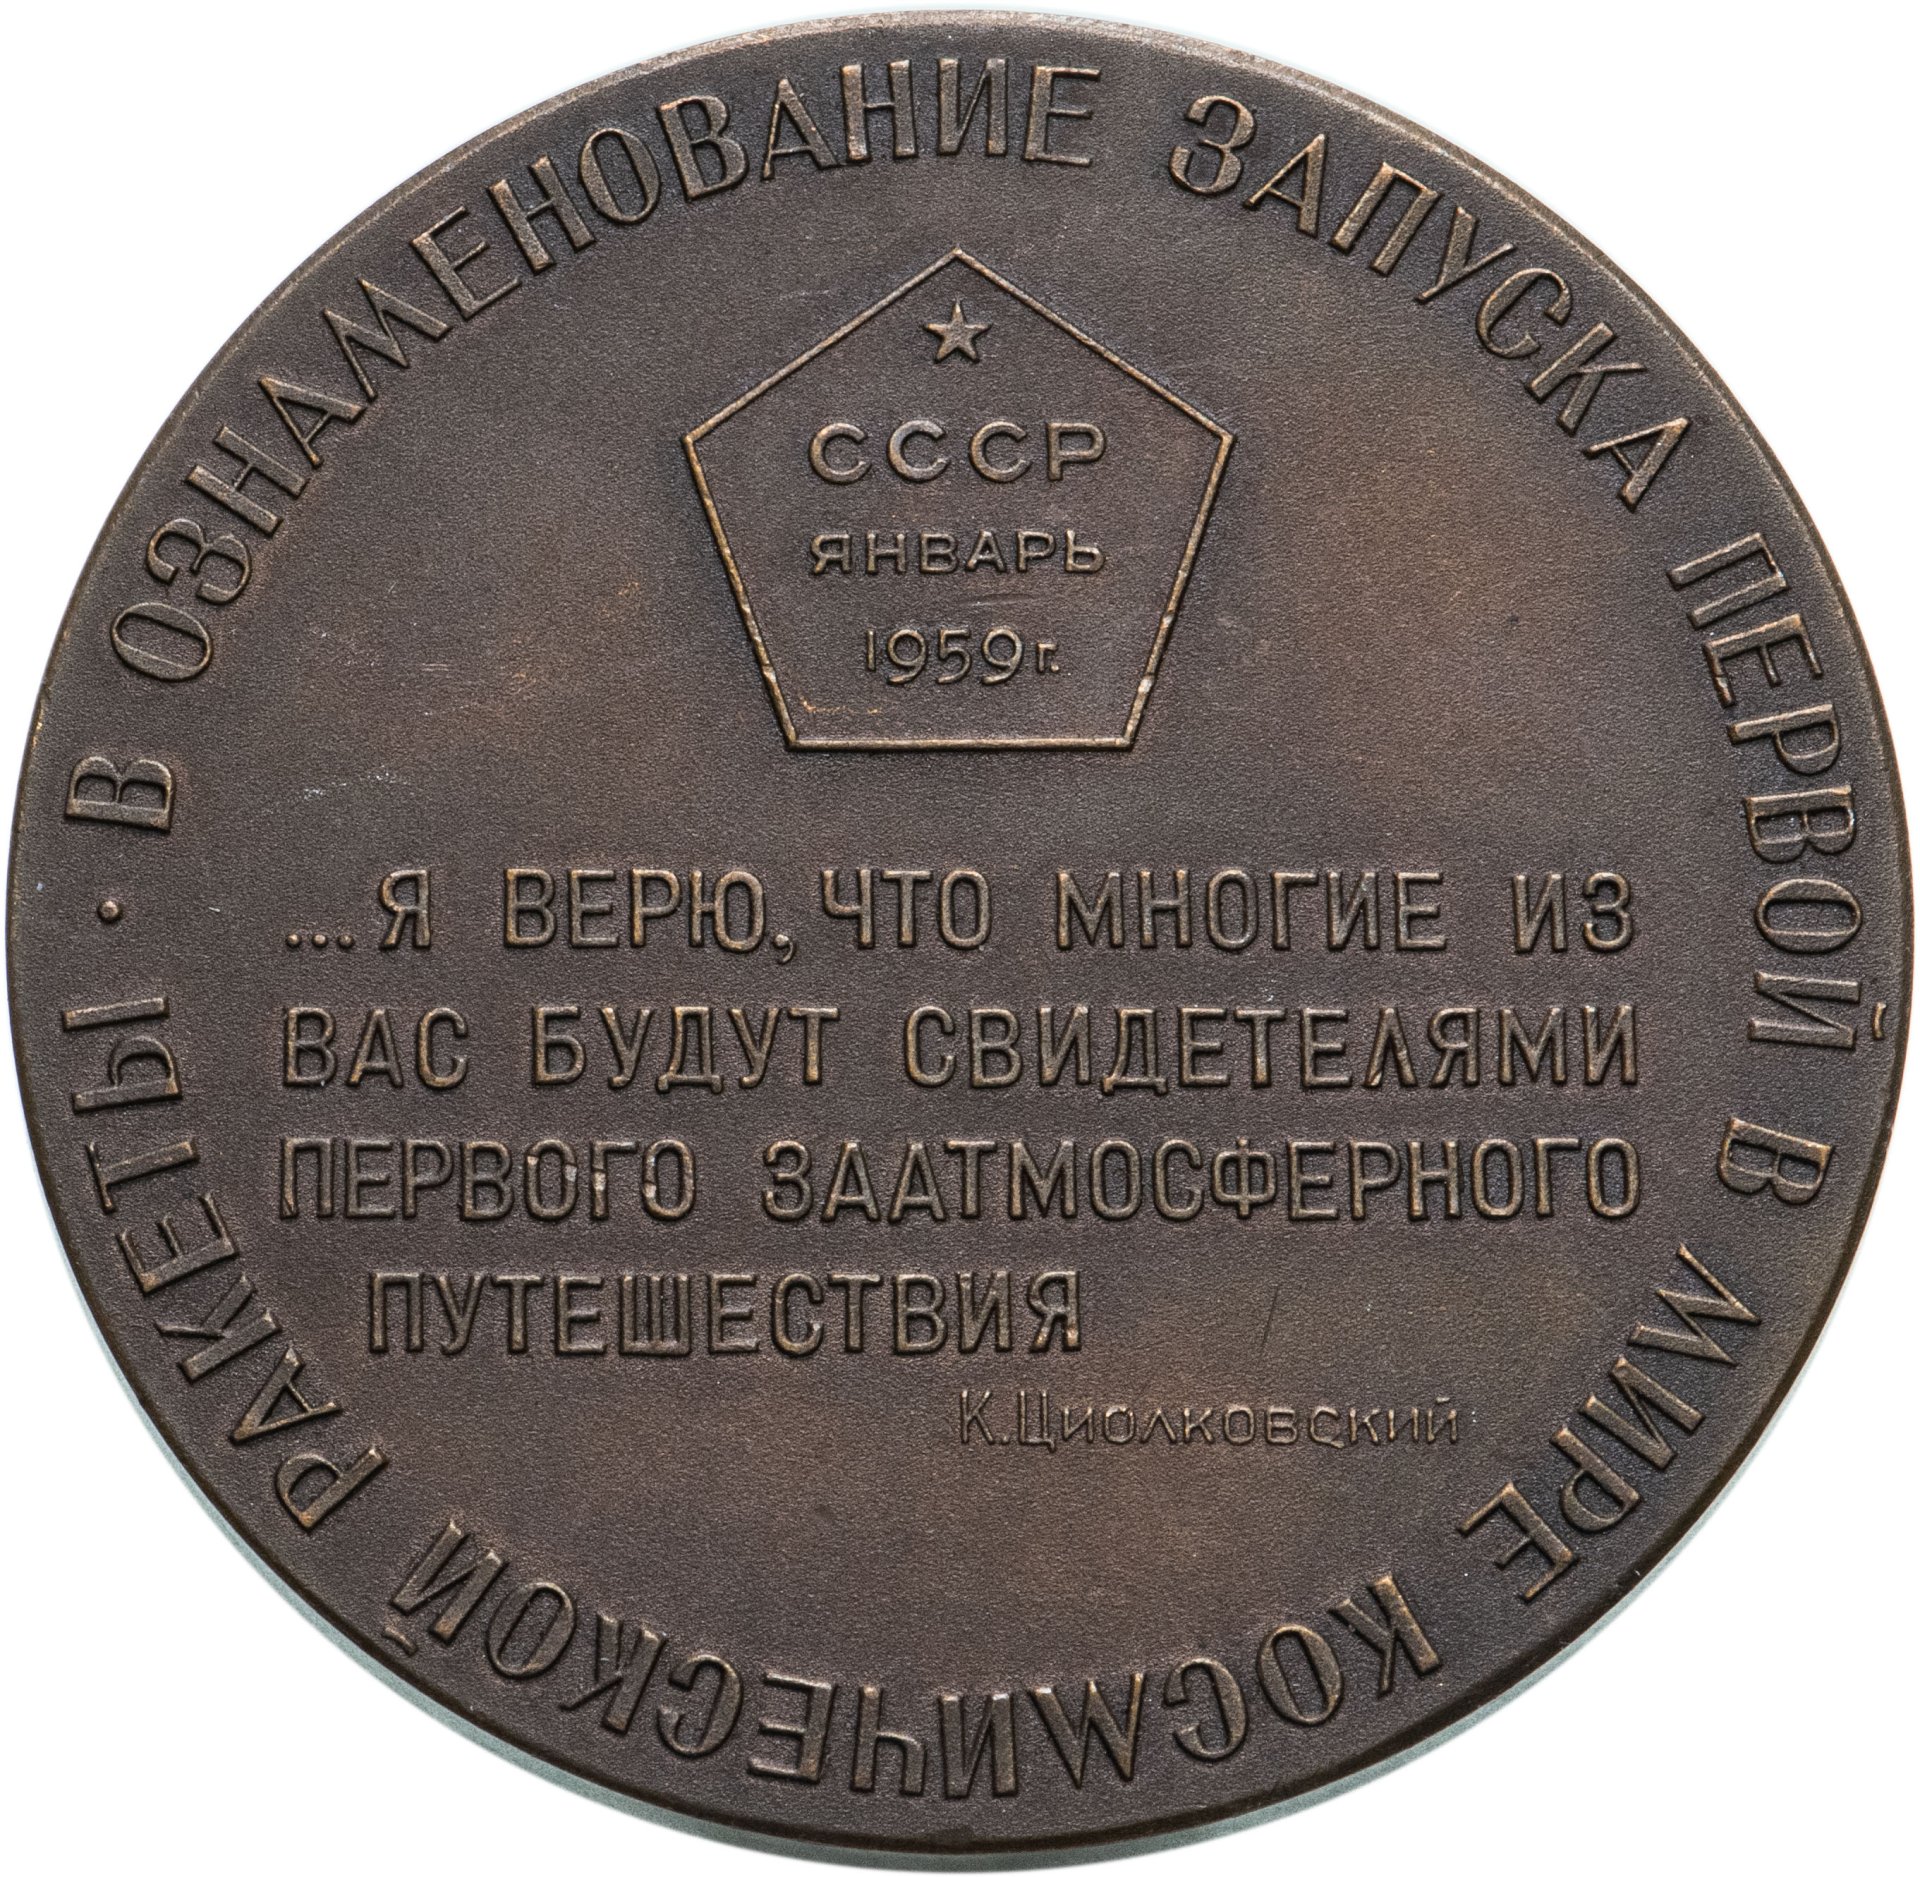 В ОЗНАМЕНОВАНИЕ ЗАПУСКА ПЕРВОЙ В МИРЕ КОСМИЧЕСКОЙ РАКЕТЫ ·
СССР
ЯНВАРЬ
1959 г.
...Я ВЕРЮ, ЧТО МНОГИЕ ИЗ
ВАС БУДУТ СВИДЕТЕЛЯМИ
ПЕРВОГО ЗААТМОСФЕРНОГО
ПУТЕШЕСТВИЯ
К. Циолковский